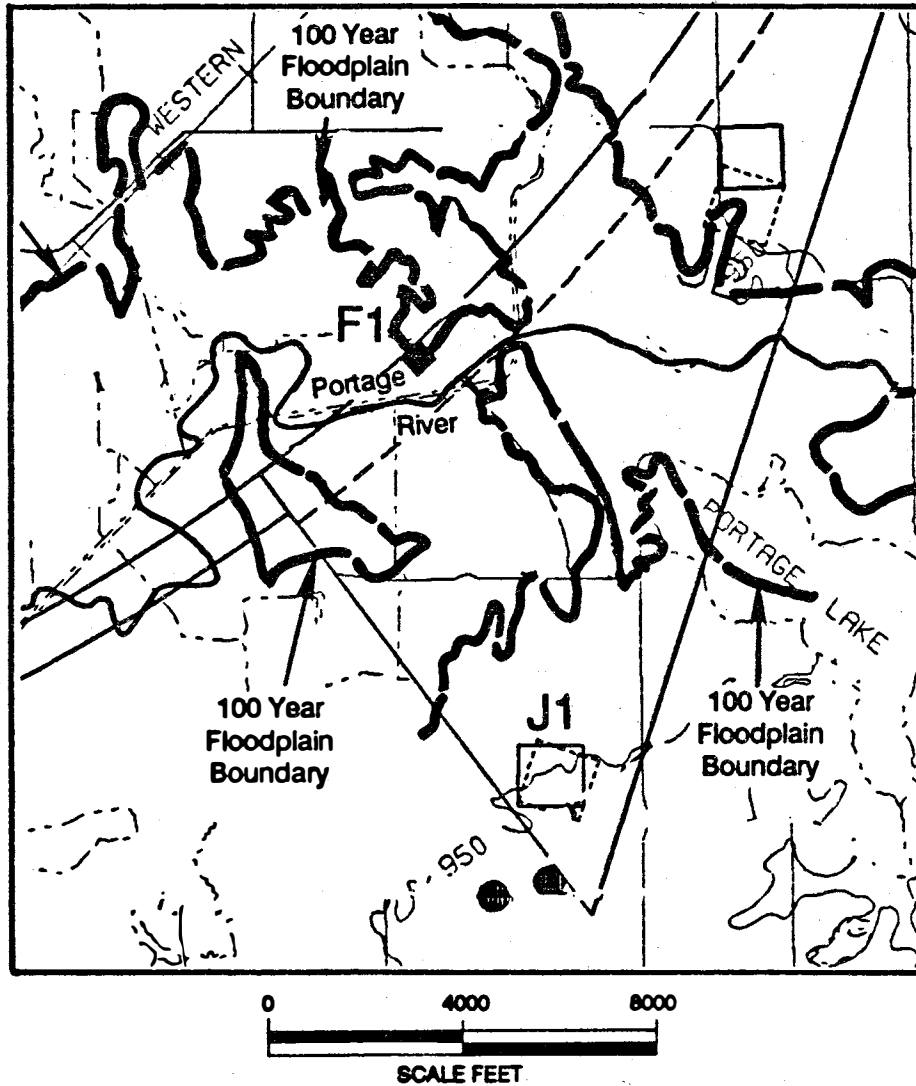 100 Year
Floodplain
Boundary
WESTERN
F1
Portage
River
PORTAGE
LAKE
100 Year
Floodplain
Boundary
J1
100 Year
Floodplain
Boundary
950
0 4000 8000
SCALE FEET